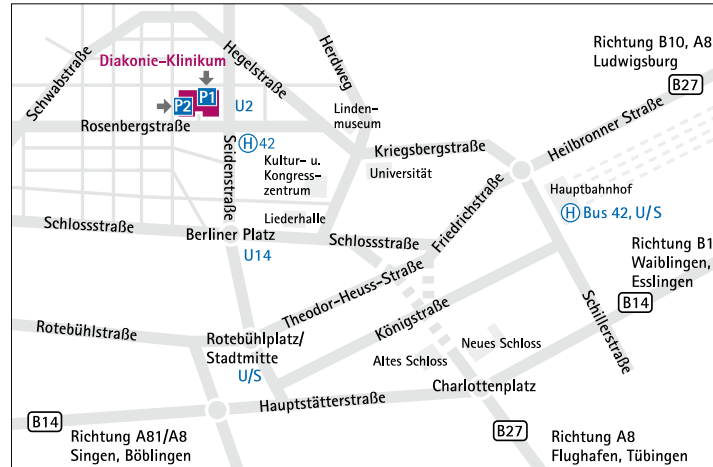 Schwabstraße
Diakonie-Klinikum
Hegelstraße
Herdweg
Richtung B10, A8
Ludwigsburg
B27
P1
P2
U2
Rosenbergstraße
Linden-
museum
Heilbronner Straße
H 42
Seidenstraße
Kultur- u.
Kongress-
zentrum
Kriegsbergstraße
Universität
Hauptbahnhof
H Bus 42, U/S
Liederhalle
Schlossstraße
Berliner Platz
Schlossstraße
Friedrichstraße
U14
Richtung B1
Waiblingen,
Esslingen
B14
Theodor-Heuss-Straße
Schillerstraße
Rotebühlstraße
Rotebühlplatz/
Stadtmitte
U/S
Königstraße
Neues Schloss
Altes Schloss
Charlottenplatz
Hauptstätterstraße
B14
Richtung A81/A8
Singen, Böblingen
B27
Richtung A8
Flughafen, Tübingen